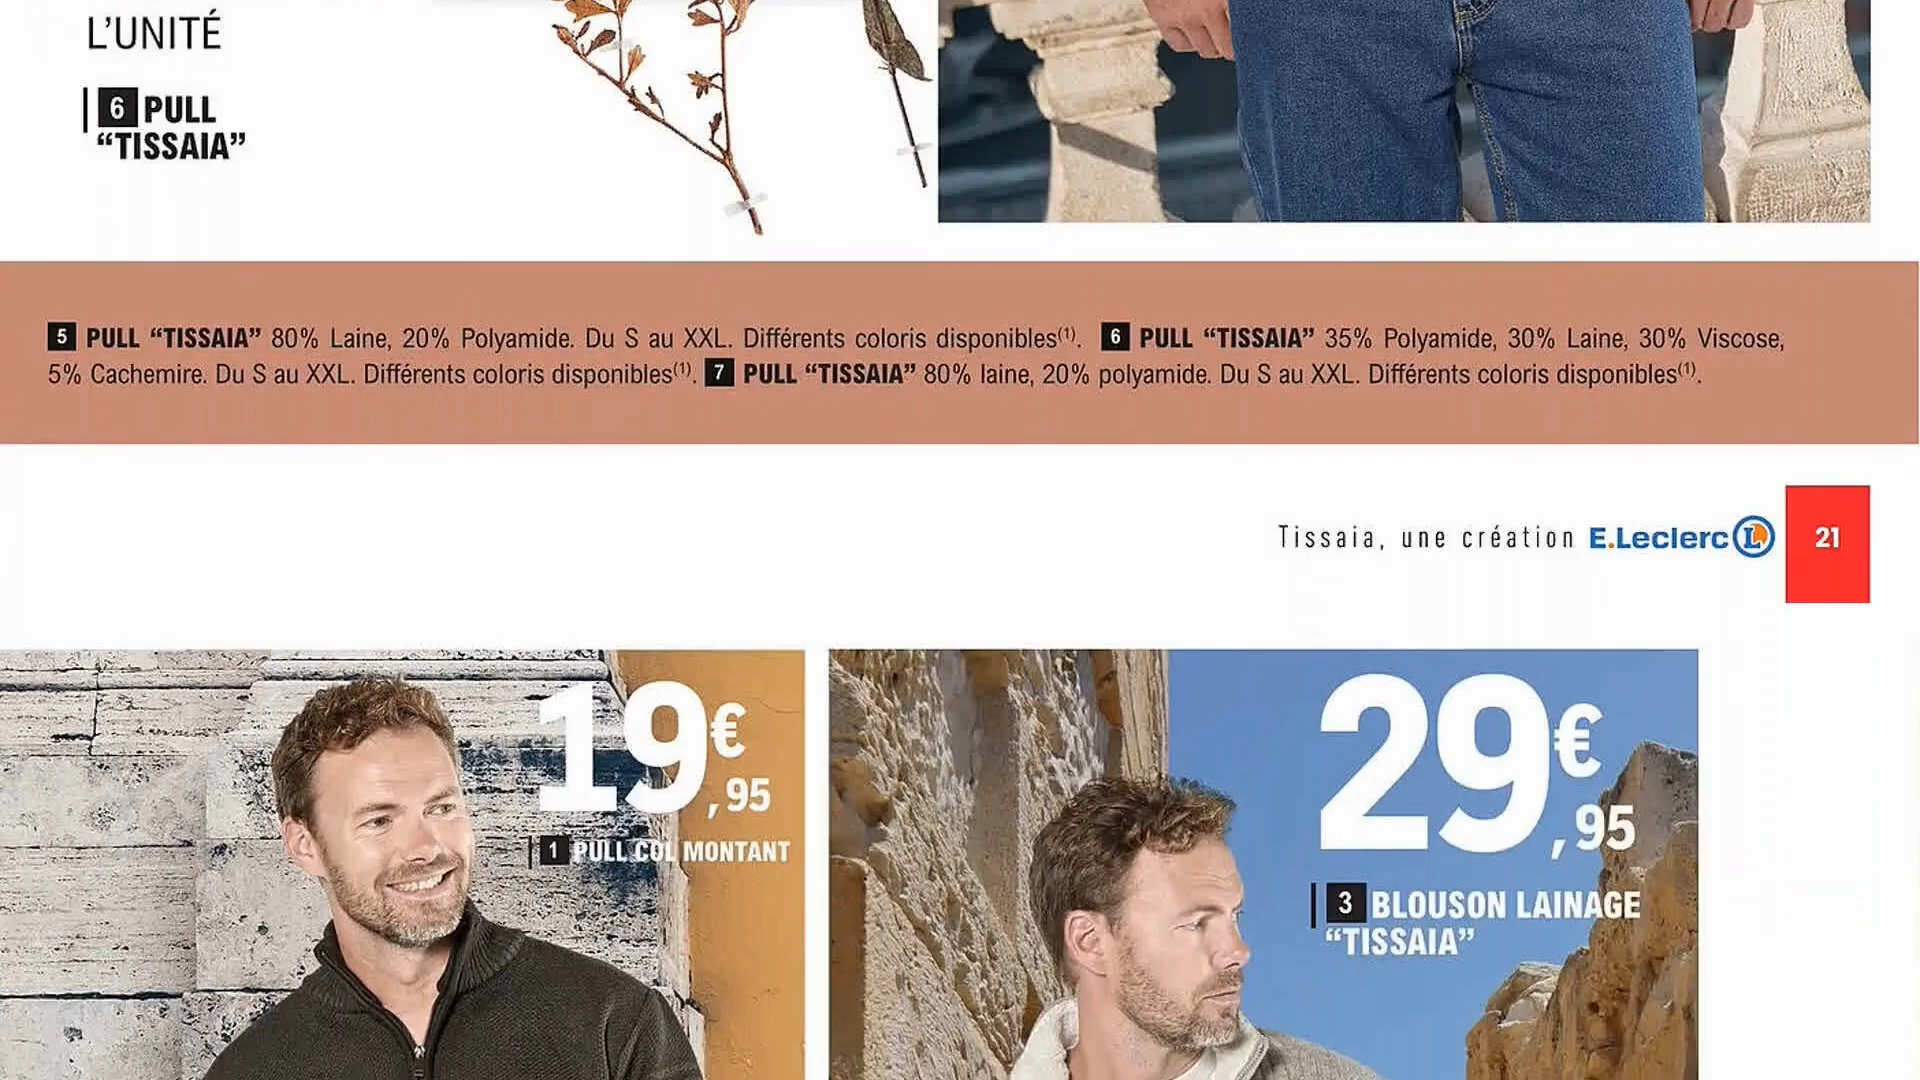 L’UNITÉ
6 PULL
“TISSAIA”
5 PULL “TISSAIA” 80% Laine, 20% Polyamide. Du S au XXL. Différents coloris disponibles(1). 6 PULL “TISSAIA” 35% Polyamide, 30% Laine, 30% Viscose,
5% Cachemire. Du S au XXL. Différents coloris disponibles(1). 7 PULL “TISSAIA” 80% laine, 20% polyamide. Du S au XXL. Différents coloris disponibles(1).
Tissaia, une création E.Leclerc L 21
19€,95
1 PULL COL MONTANT
29€,95
3 BLOUSON LAINAGE
“TISSAIA”